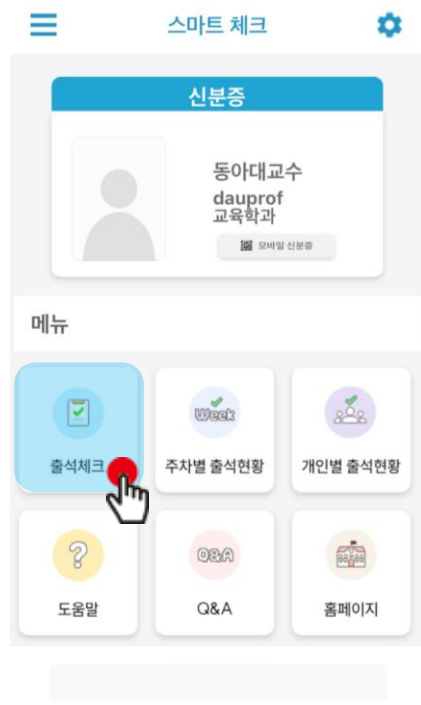 스마트 체크
신분증
동아대교수
dauprof
교육학과
모바일 신분증
메뉴
Week
출석체크
주차별 출석현황
개인별 출석현황
Q&A
도움말
Q&A
홈페이지